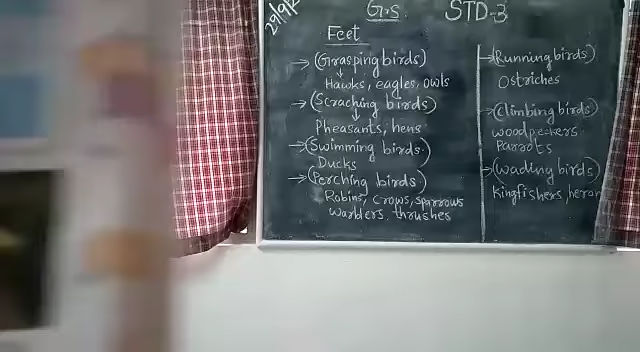 29/9/
G.S STD-3
Feet
→ (Grasping birds)
Hawks, eagles, owls
→ (Scraching birds)
Pheasants, hens
→ (Swimming birds.)
Ducks
→ (Perching birds)
Robins, crows, sparrows
warblers. thrushes
→ (Running birds)
Ostriches
→ (Climbing birds)
woodpeckers
Parrots
→ (Wading birds)
Kingfishers, heron